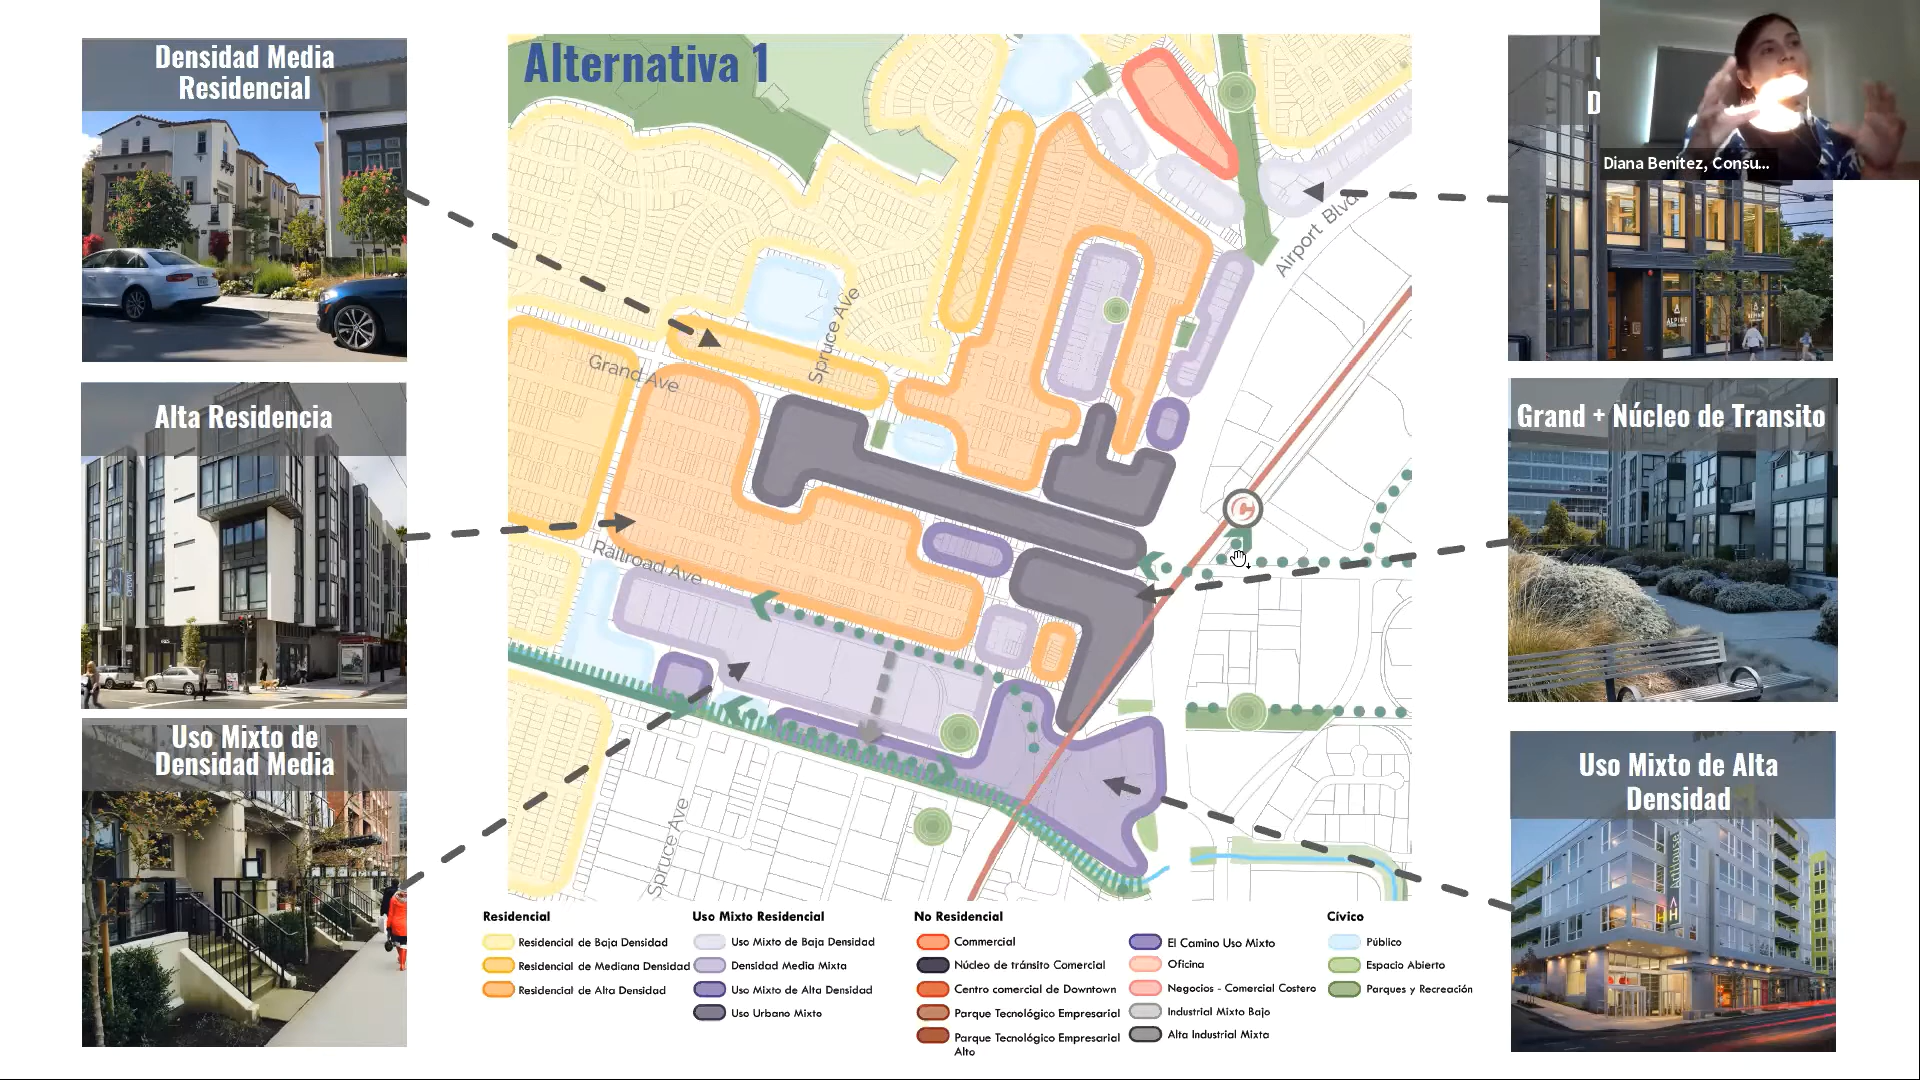 Densidad Media
Residencial
Alta Residencia
Uso Mixto de
Densidad Media
Alternativa 1
Grand Ave
Spruce Ave
Railroad Ave
Spruce Ave
Airport Blvd
C
Diana Benitez, Consu...
ALPINE
Grand + Núcleo de Transito
Uso Mixto de Alta
Densidad
ArtHouse
AH
Residencial
Residencial de Baja Densidad
Residencial de Mediana Densidad
Residencial de Alta Densidad
Uso Mixto Residencial
Uso Mixto de Baja Densidad
Densidad Media Mixta
Uso Mixto de Alta Densidad
Uso Urbano Mixto
No Residencial
Commercial
Núcleo de tránsito Comercial
Centro comercial de Downtown
Parque Tecnológico Empresarial
Parque Tecnológico Empresarial
Alto
El Camino Uso Mixto
Oficina
Negocios - Comercial Costero
Industrial Mixto Bajo
Alta Industrial Mixta
Cívico
Público
Espacio Abierto
Parques y Recreación